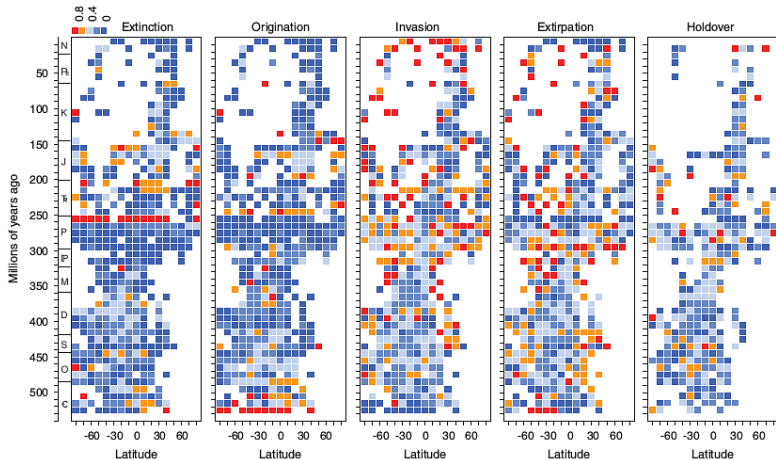 0.8
0.4
0
Extinction Origination Invasion Extirpation Holdover
N
Pg
K
J
Tr
P
IP
M
D
S
O
C
50
100
150
200
250
300
350
400
450
500
Millions of years ago
-60 -30 0 30 60 -60 -30 0 30 60 -60 -30 0 30 60 -60 -30 0 30 60 -60 -30 0 30 60
Latitude Latitude Latitude Latitude Latitude